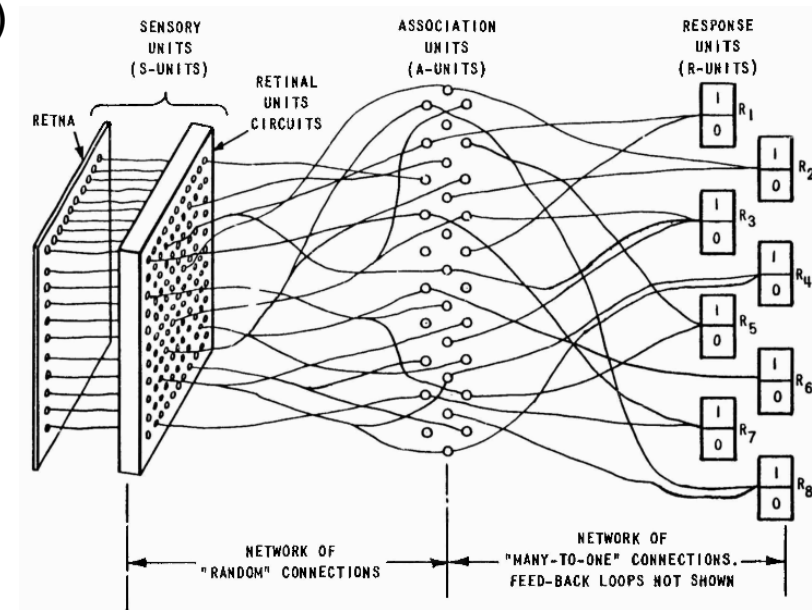 )
SENSORY
UNITS
(S-UNITS)
ASSOCIATION
UNITS
(A-UNITS)
RESPONSE
UNITS
(R-UNITS)
RETINAL
UNITS
CIRCUITS
RETNA
1
0
R1
1
0
R2
1
0
R3
1
0
R4
1
0
R5
1
0
R6
1
0
R7
1
0
R8
NETWORK OF
"RANDOM" CONNECTIONS
NETWORK OF
"MANY-TO-ONE" CONNECTIONS.
FEED-BACK LOOPS NOT SHOWN